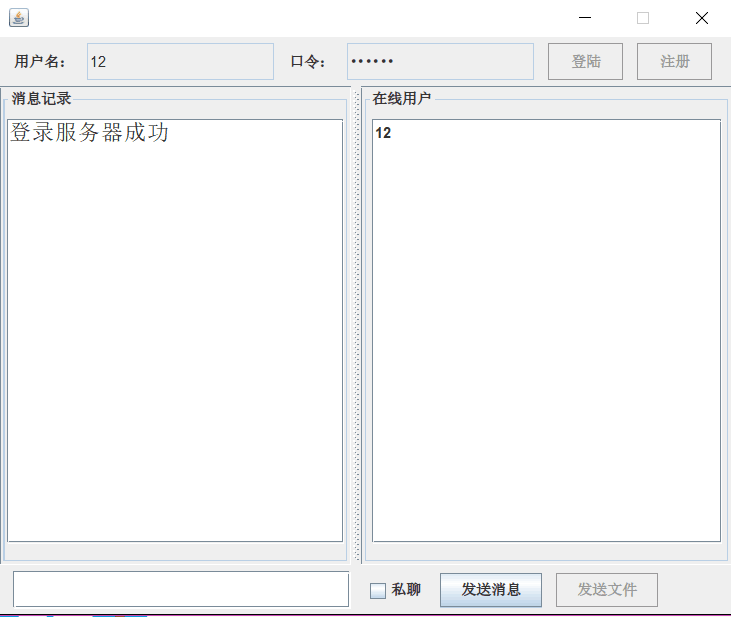 用户名: 12 口令: •••••• 登陆 注册
消息记录 在线用户
登录服务器成功
12
私聊 发送消息 发送文件